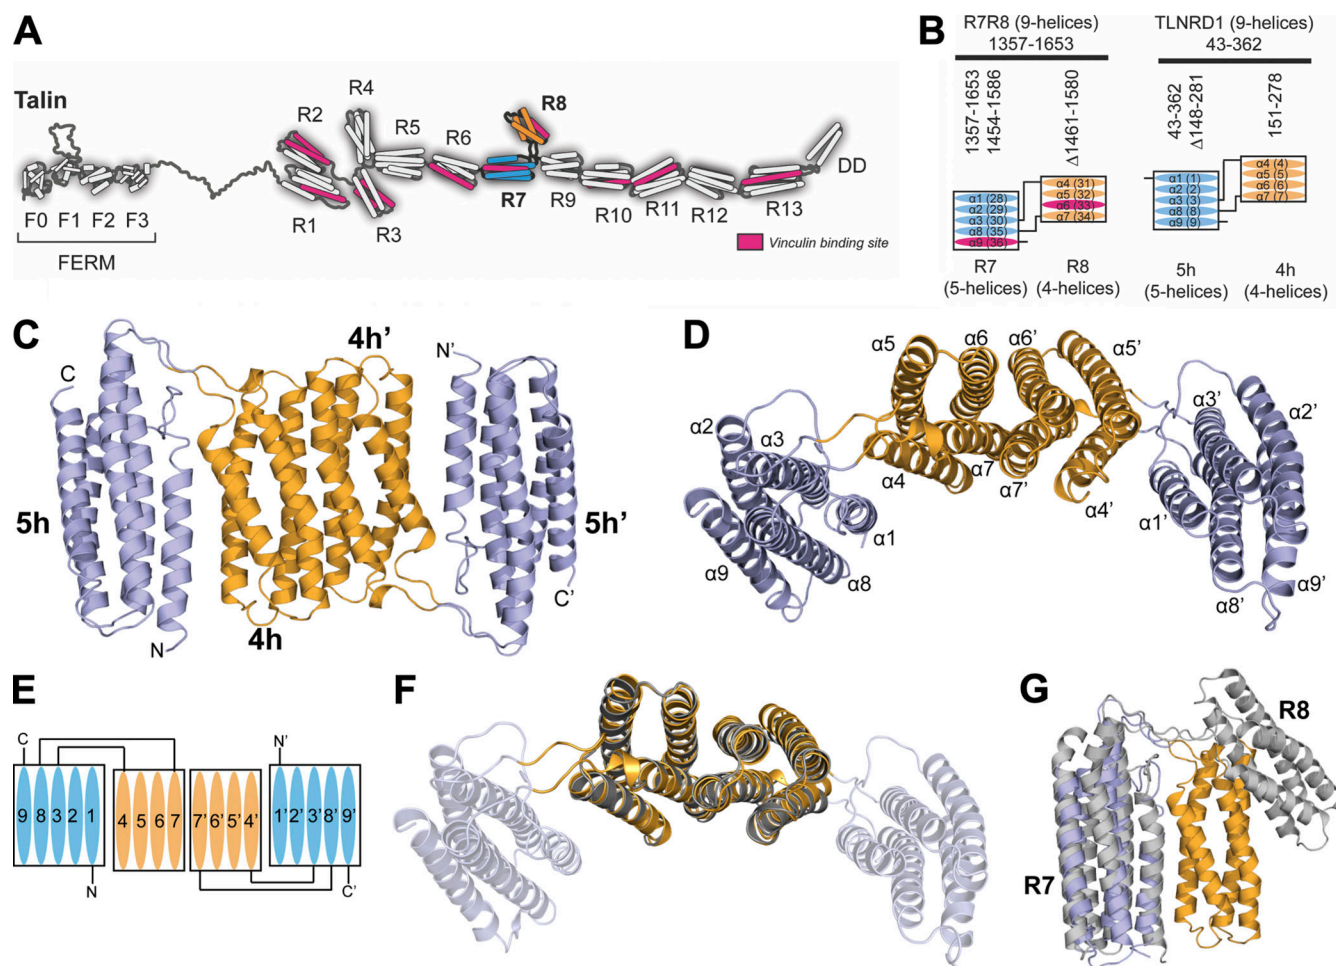 A
Talin
F0 F1 F2 F3
FERM
R2
R1
R4
R3
R5
R6
R8
R7
R9
R10
R11
R12
R13
DD
Vinculin binding site
B
R7R8 (9-helices)
1357-1653
1357-1653
1454-1586
Δ1461-1580
α1 (28)
α2 (29)
α3 (30)
α8 (35)
α9 (36)
α4 (31)
α5 (32)
α6 (33)
α7 (34)
R7
(5-helices)
R8
(4-helices)
TLNRD1 (9-helices)
43-362
43-362
Δ148-281
151-278
α1 (1)
α2 (2)
α3 (3)
α8 (8)
α9 (9)
α4 (4)
α5 (5)
α6 (6)
α7 (7)
5h
(5-helices)
4h
(4-helices)
C
C
4h'
N'
5h
5h'
C'
N
4h
D
α5
α6
α6'
α5'
α2
α3
α3'
α2'
α4
α7
α7'
α4'
α1
α1'
α9
α8
α8'
α9'
E
C
N'
9 8 3 2 1
4 5 6 7
7' 6' 5' 4'
1' 2' 3' 8' 9'
N
C'
F
G
R8
R7